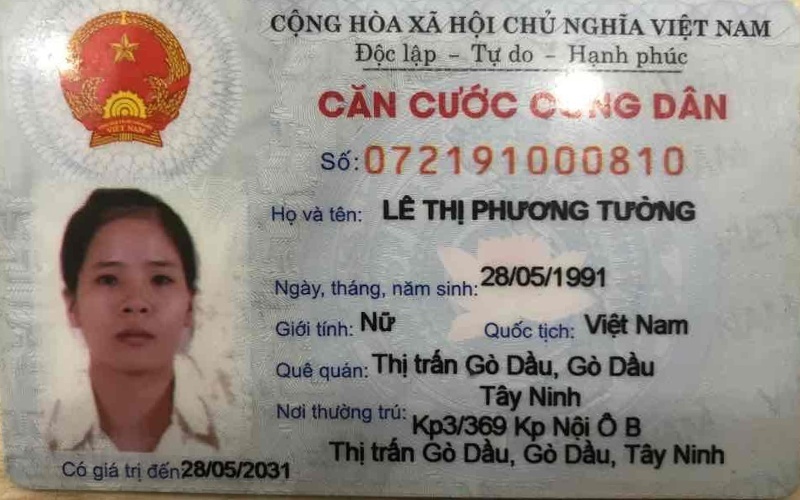 CỘNG HÒA XÃ HỘI CHỦ NGHĨA VIỆT NAM
Độc lập - Tự do - Hạnh phúc
CĂN CƯỚC CÔNG DÂN
Số: 072191000810
Họ và tên: LÊ THỊ PHƯƠNG TƯỜNG
Ngày, tháng, năm sinh: 28/05/1991
Giới tính: Nữ Quốc tịch: Việt Nam
Quê quán: Thị trấn Gò Dầu, Gò Dầu
Tây Ninh
Nơi thường trú: Kp3/369 Kp Nội Ô B
Thị trấn Gò Dầu, Gò Dầu, Tây Ninh
Có giá trị đến 28/05/2031
VIỆT NAM